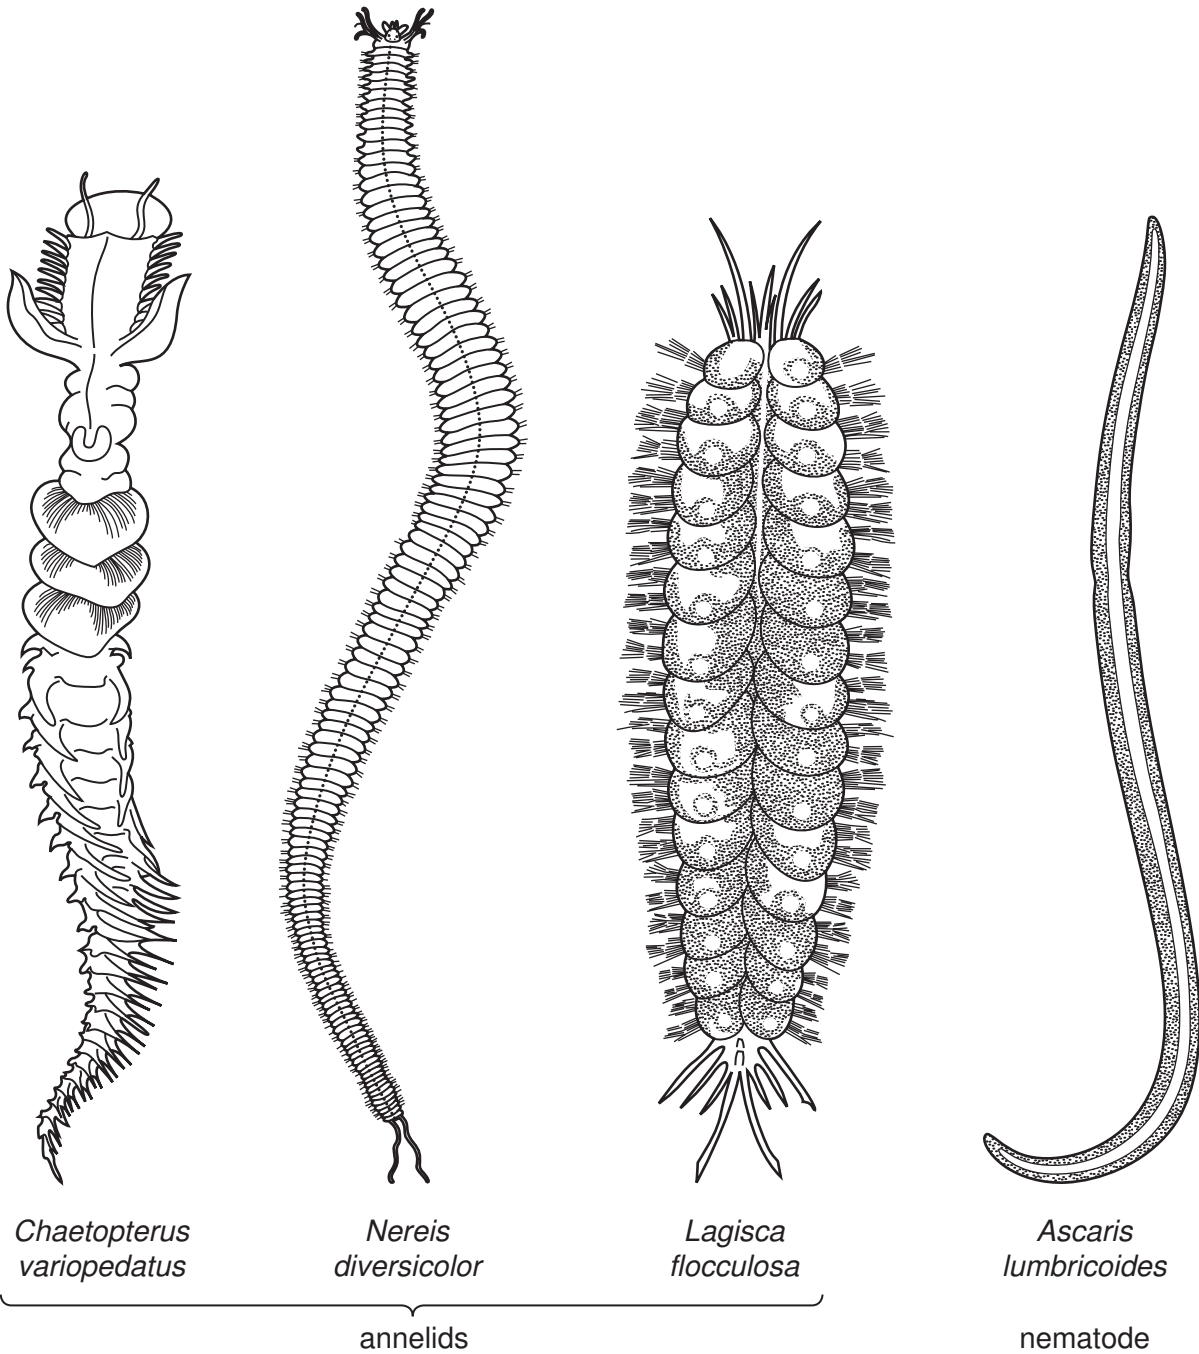 Chaetopterus
variopedatus
Nereis
diversicolor
Lagisca
flocculosa
Ascaris
lumbricoides
annelids
nematode